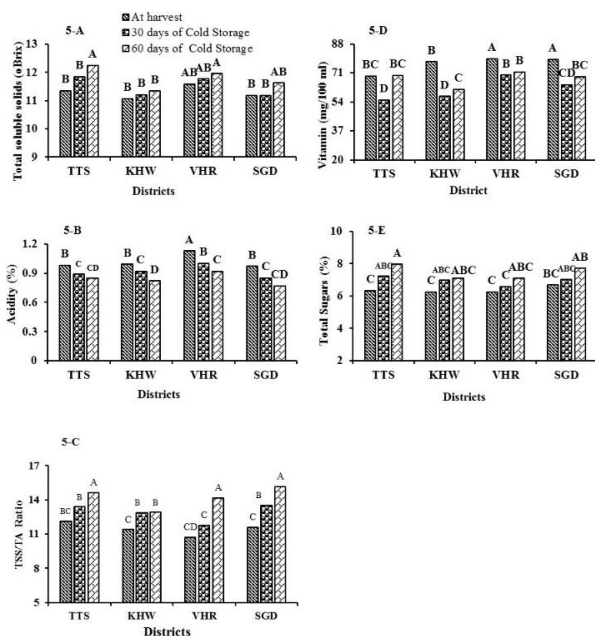 5-A
At harvest
30 days of Cold Storage
60 days of Cold Storage
Total soluble solids (oBrix)
13
12
11
10
9
B B A
B B B
AB AB A
B B AB
TTS KHW VHR SGD
Districts
5-D
Vitamin (mg/100 ml)
88
71
54
37
20
BC D BC
B D C
A B B
A CD BC
TTS KHW VHR SGD
District
5-B
Acidity (%)
1.2
0.9
0.6
0.3
0
B C CD
B C D
A B C
B C CD
TTS KHW VHR SGD
Districts
5-E
Total Sugars (%)
10
8
6
4
2
C ABC A
C ABC ABC
C C ABC
BC ABC AB
TTS KHW VHR SGD
Districts
5-C
TSS/TA Ratio
17
14
11
8
5
BC B A
C B B
CD C A
C B A
TTS KHW VHR SGD
Districts